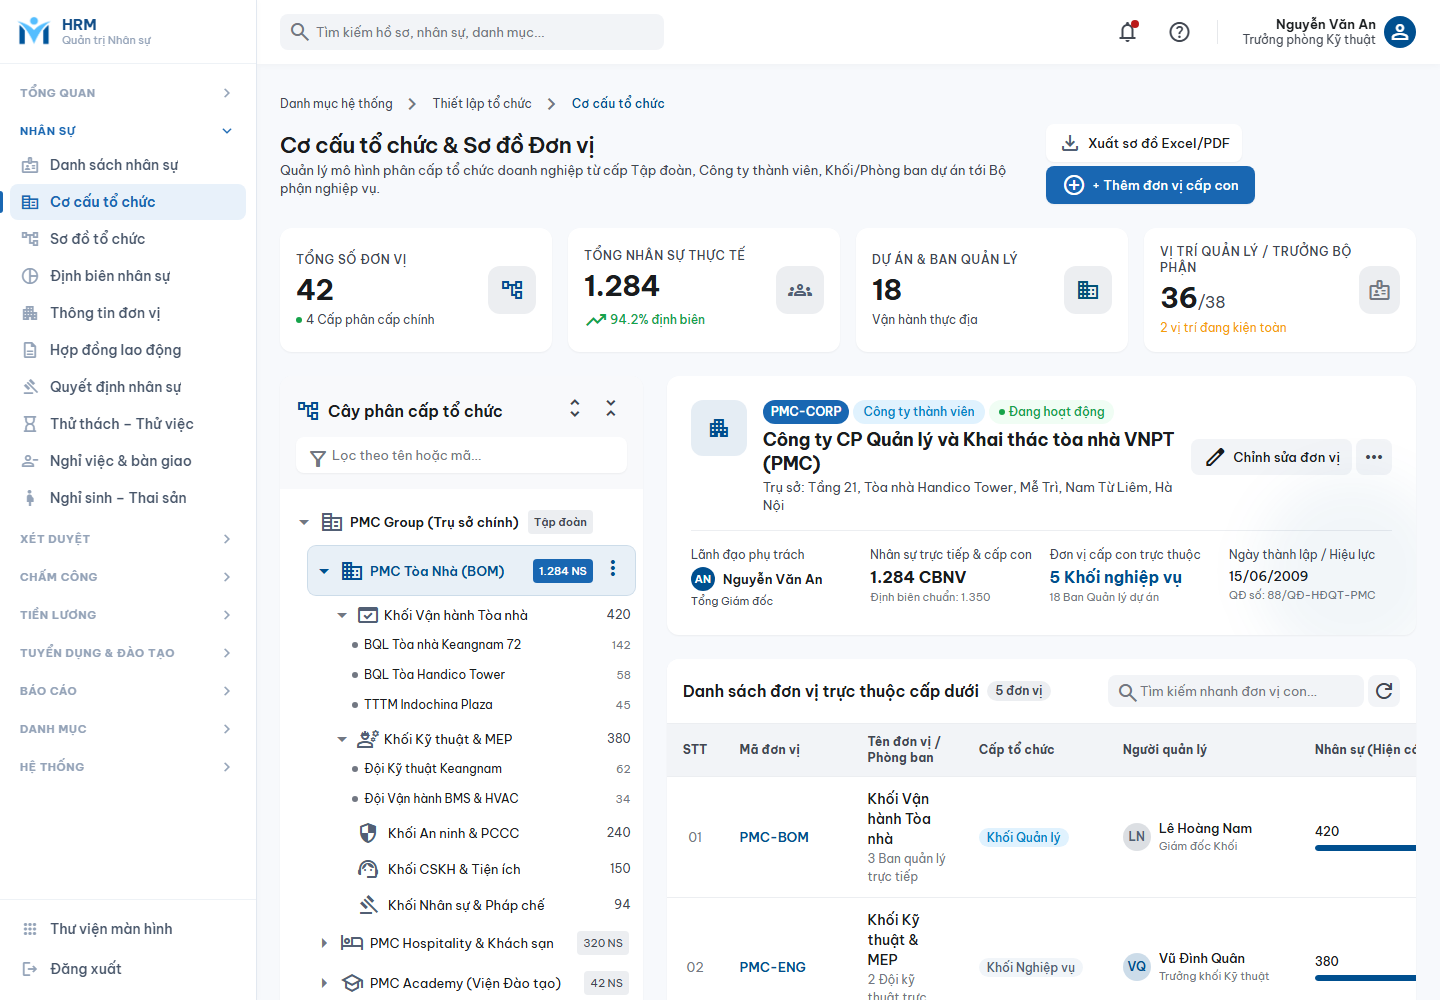 HRM
Quản trị Nhân sự
TỔNG QUAN
NHÂN SỰ
Danh sách nhân sự
Cơ cấu tổ chức
Sơ đồ tổ chức
Định biên nhân sự
Thông tin đơn vị
Hợp đồng lao động
Quyết định nhân sự
Thử thách – Thử việc
Nghỉ việc & bàn giao
Nghỉ sinh – Thai sản
XÉT DUYỆT
CHẤM CÔNG
TIỀN LƯƠNG
TUYỂN DỤNG & ĐÀO TẠO
BÁO CÁO
DANH MỤC
HỆ THỐNG
Thư viện màn hình
Đăng xuất
Tìm kiếm hồ sơ, nhân sự, danh mục...
Nguyễn Văn An
Trưởng phòng Kỹ thuật
Danh mục hệ thống
Thiết lập tổ chức
Cơ cấu tổ chức
Cơ cấu tổ chức & Sơ đồ Đơn vị
Quản lý mô hình phân cấp tổ chức doanh nghiệp từ cấp Tập đoàn, Công ty thành viên, Khối/Phòng ban dự án tới Bộ
phận nghiệp vụ.
Xuất sơ đồ Excel/PDF
+ Thêm đơn vị cấp con
TỔNG SỐ ĐƠN VỊ
42
4 Cấp phân cấp chính
TỔNG NHÂN SỰ THỰC TẾ
1.284
94.2% định biên
DỰ ÁN & BAN QUẢN LÝ
18
Vận hành thực địa
VỊ TRÍ QUẢN LÝ / TRƯỞNG BỘ
PHẬN
36/38
2 vị trí đang kiện toàn
Cây phân cấp tổ chức
Lọc theo tên hoặc mã...
PMC Group (Trụ sở chính) Tập đoàn
PMC Tòa Nhà (BOM) 1.284 NS
Khối Vận hành Tòa nhà 420
BQL Tòa nhà Keangnam 72 142
BQL Tòa Handico Tower 58
TTTM Indochina Plaza 45
Khối Kỹ thuật & MEP 380
Đội Kỹ thuật Keangnam 62
Đội Vận hành BMS & HVAC 34
Khối An ninh & PCCC 240
Khối CSKH & Tiện ích 150
Khối Nhân sự & Pháp chế 94
PMC Hospitality & Khách sạn 320 NS
PMC Academy (Viện Đào tạo) 42 NS
PMC-CORP Công ty thành viên Đang hoạt động
Công ty CP Quản lý và Khai thác tòa nhà VNPT
(PMC)
Trụ sở: Tầng 21, Tòa nhà Handico Tower, Mễ Trì, Nam Từ Liêm, Hà
Nội
Chỉnh sửa đơn vị
Lãnh đạo phụ trách
AN Nguyễn Văn An
Tổng Giám đốc
Nhân sự trực tiếp & cấp con
1.284 CBNV
Định biên chuẩn: 1.350
Đơn vị cấp con trực thuộc
5 Khối nghiệp vụ
18 Ban Quản lý dự án
Ngày thành lập / Hiệu lực
15/06/2009
QĐ số: 88/QĐ-HĐQT-PMC
Danh sách đơn vị trực thuộc cấp dưới 5 đơn vị
Tìm kiếm nhanh đơn vị con...
STT
Mã đơn vị
Tên đơn vị /
Phòng ban
Cấp tổ chức
Người quản lý
Nhân sự (Hiện có
01
PMC-BOM
Khối Vận
hành Tòa
nhà
3 Ban quản lý
trực tiếp
Khối Quản lý
LN
Lê Hoàng Nam
Giám đốc Khối
420
02
PMC-ENG
Khối Kỹ
thuật &
MEP
2 Đội kỹ
thuật trực
Khối Nghiệp vụ
VQ
Vũ Đình Quân
Trưởng khối Kỹ thuật
380